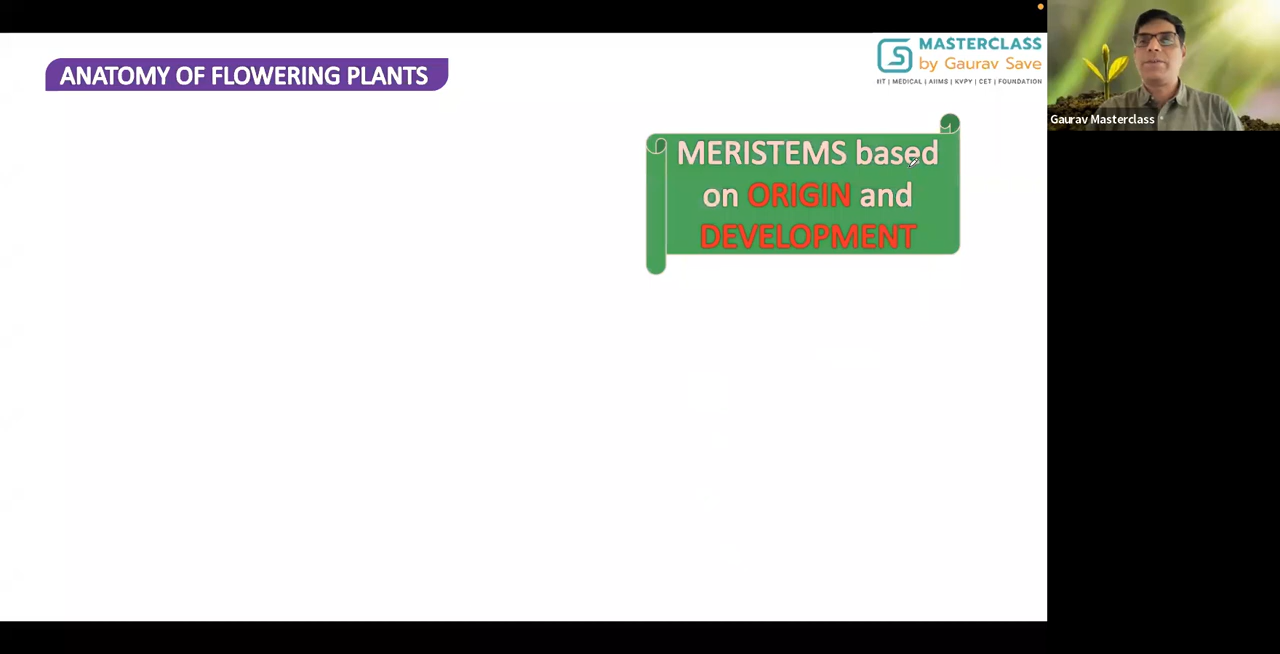 ANATOMY OF FLOWERING PLANTS
MASTERCLASS
by Gaurav Save
IIT | MEDICAL | AIIMS | KVPY | CET | FOUNDATION
Gaurav Masterclass
MERISTEMS based
on ORIGIN and
DEVELOPMENT